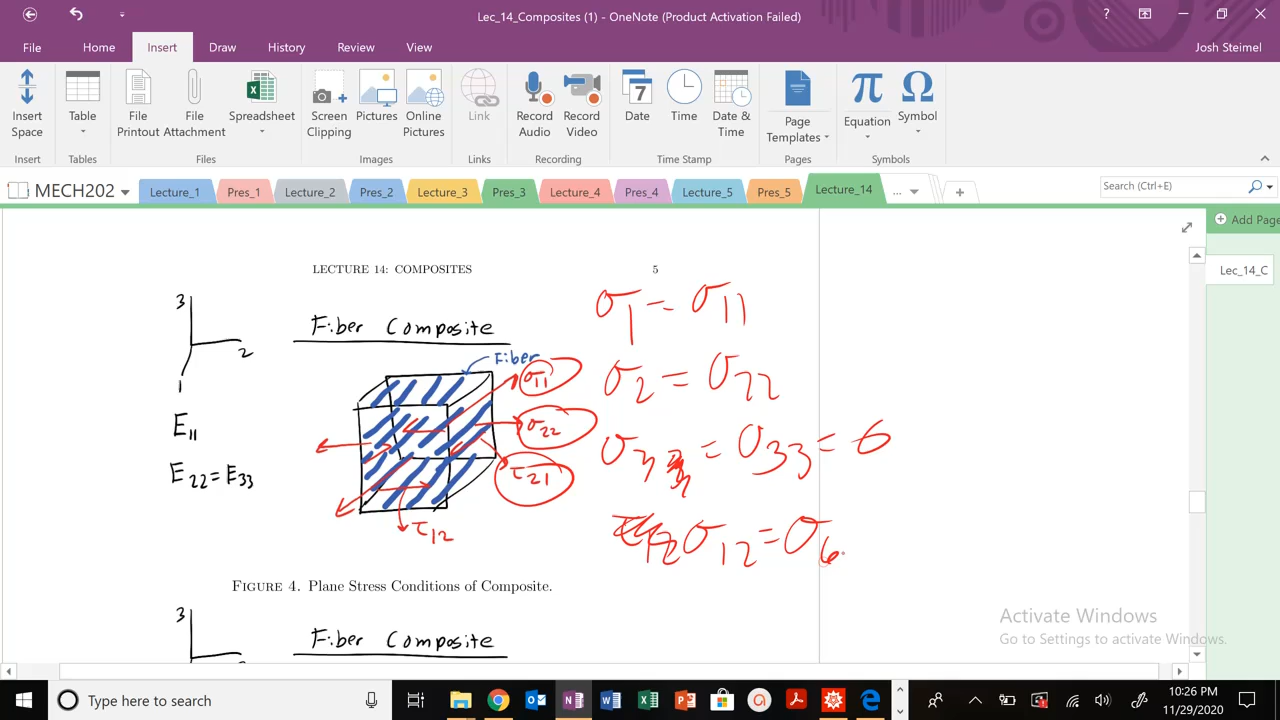 Lec_14_Composites (1) - OneNote (Product Activation Failed)
?
File Home Insert Draw History Review View
Josh Steimel
Insert Space
Table
File Printout
File Attachment
Spreadsheet
Screen Clipping
Pictures
Online Pictures
Link
Record Audio
Record Video
Date
Time
Date & Time
Page Templates
Equation
Symbol
Insert Tables Files Images Links Recording Time Stamp Pages Symbols
MECH202 Lecture_1 Pres_1 Lecture_2 Pres_2 Lecture_3 Pres_3 Lecture_4 Pres_4 Lecture_5 Pres_5 Lecture_14 ...
Search (Ctrl+E)
Add Page
Lec_14_C
LECTURE 14: COMPOSITES 5
3
2
1
Fiber Composite
Fiber
σ11
σ22
τ21
τ12
E11
E22=E33
σ1 = σ11
σ2 = σ22
σ3 = σ33 = 6
σ12 = σ6
FIGURE 4. Plane Stress Conditions of Composite.
3
Fiber Composite
Activate Windows
Go to Settings to activate Windows.
Type here to search
10:26 PM
11/29/2020